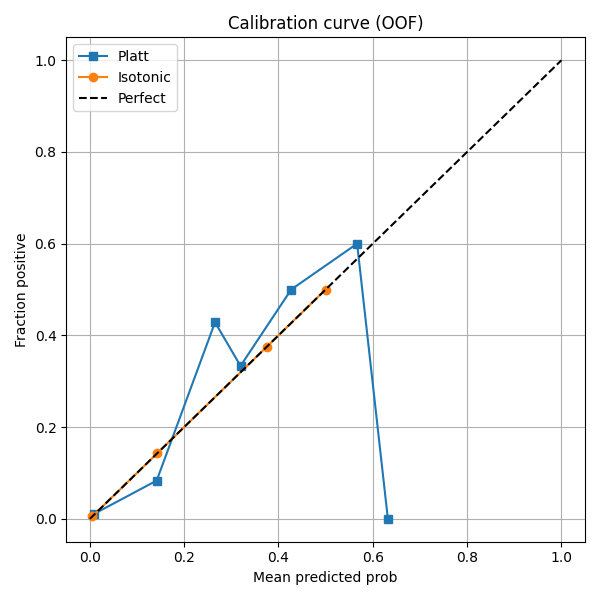 Calibration curve (OOF)
Platt
Isotonic
Perfect
1.0
0.8
0.6
0.4
0.2
0.0
Fraction positive
0.0 0.2 0.4 0.6 0.8 1.0
Mean predicted prob